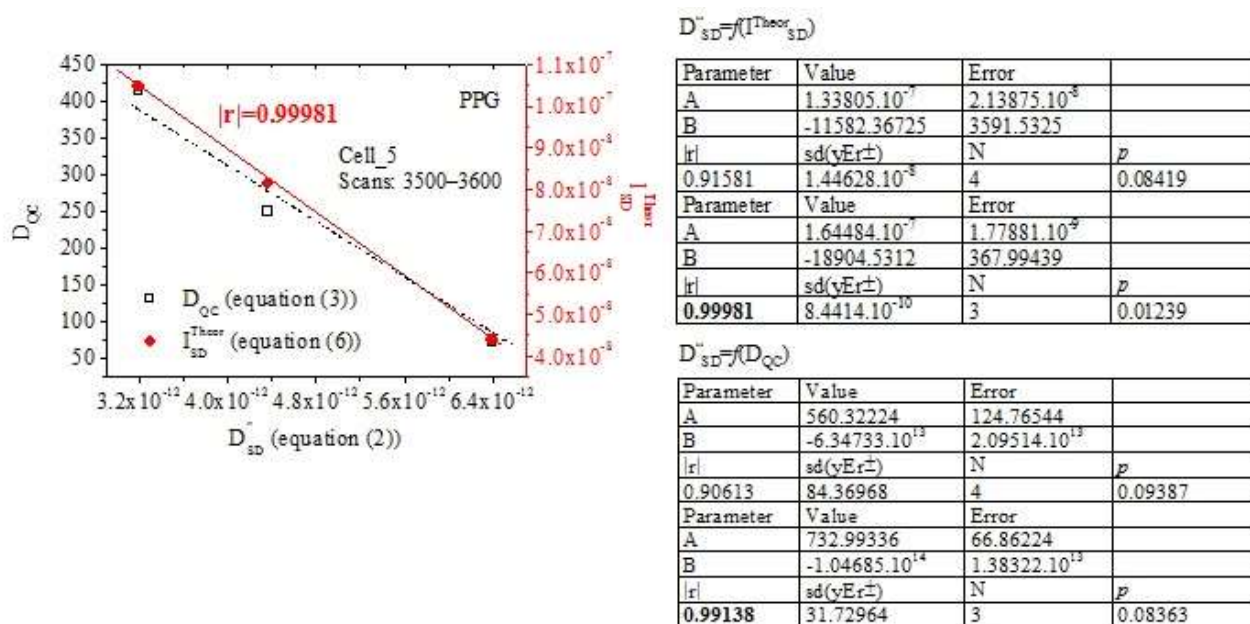 450
400
350
300
250
200
150
100
50
D_QC
|r|=0.99981
PPG
Cell_5
Scans: 3500–3600
D_QC (equation (3))
I_SD^Theor (equation (6))
1.1x10^-7
1.0x10^-7
9.0x10^-8
8.0x10^-8
7.0x10^-8
6.0x10^-8
5.0x10^-8
4.0x10^-8
I_SD^Theor
3.2x10^-12 4.0x10^-12 4.8x10^-12 5.6x10^-12 6.4x10^-12
D"_SD (equation (2))
D"_SD=f(I^Theor_SD)
Parameter Value Error
A 1.33805.10^-7 2.13875.10^-8
B -11582.36725 3591.5325
|r| sd(yEr±) N p
0.91581 1.44628.10^-8 4 0.08419
Parameter Value Error
A 1.64484.10^-7 1.77881.10^-9
B -18904.5312 367.99439
|r| sd(yEr±) N p
0.99981 8.4414.10^-10 3 0.01239
D"_SD=f(D_QC)
Parameter Value Error
A 560.32224 124.76544
B -6.34733.10^13 2.09514.10^13
|r| sd(yEr±) N p
0.90613 84.36968 4 0.09387
Parameter Value Error
A 732.99336 66.86224
B -1.04685.10^14 1.38322.10^13
|r| sd(yEr±) N p
0.99138 31.72964 3 0.08363